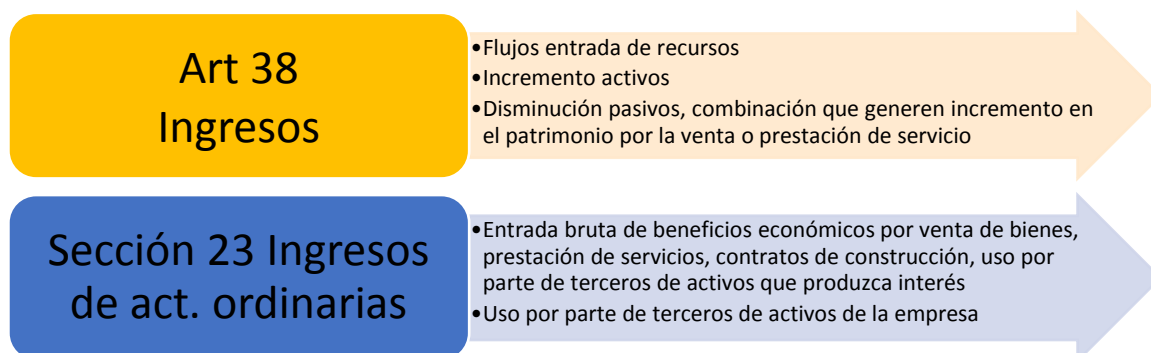 Art 38
Ingresos
•Flujos entrada de recursos
•Incremento activos
•Disminución pasivos, combinación que generen incremento en
el patrimonio por la venta o prestación de servicio
Sección 23 Ingresos
de act. ordinarias
•Entrada bruta de beneficios económicos por venta de bienes,
prestación de servicios, contratos de construcción, uso por
parte de terceros de activos que produzca interés
•Uso por parte de terceros de activos de la empresa